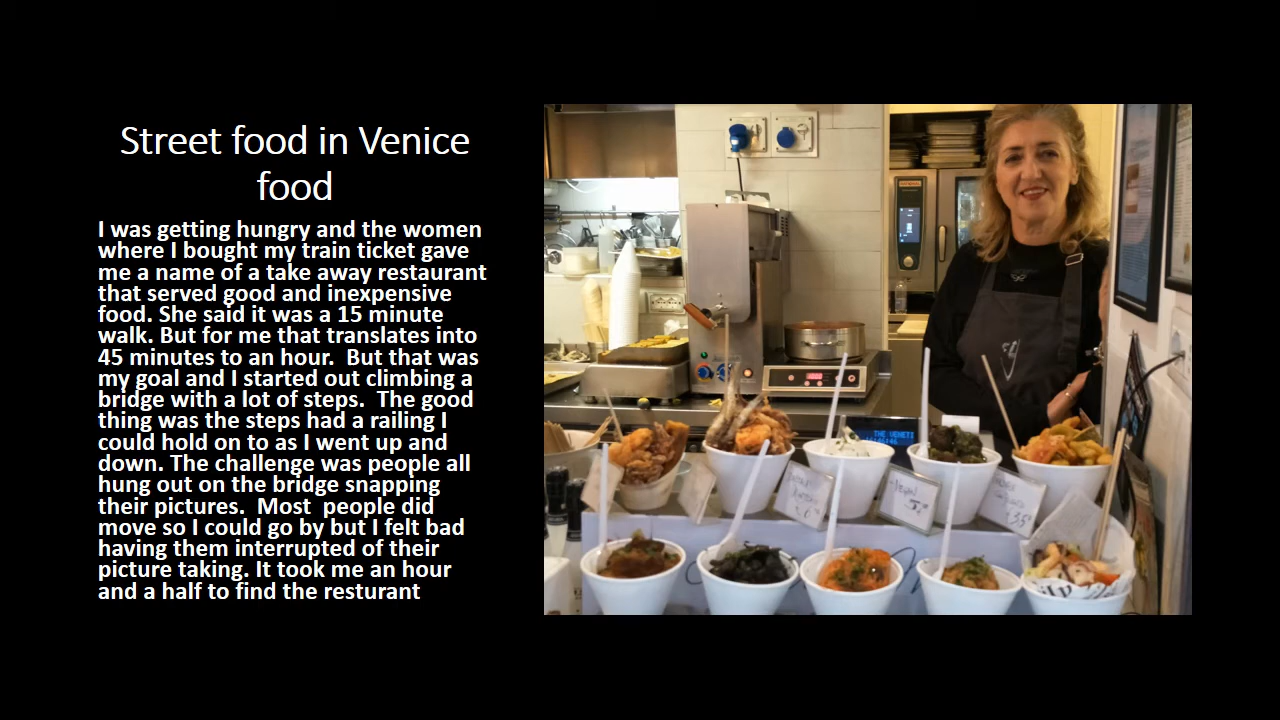 Street food in Venice
food
I was getting hungry and the women
where I bought my train ticket gave
me a name of a take away restaurant
that served good and inexpensive
food. She said it was a 15 minute
walk. But for me that translates into
45 minutes to an hour.  But that was
my goal and I started out climbing a
bridge with a lot of steps.  The good
thing was the steps had a railing I
could hold on to as I went up and
down. The challenge was people all
hung out on the bridge snapping
their pictures.  Most  people did
move so I could go by but I felt bad
having them interrupted of their
picture taking. It took me an hour
and a half to find the resturant
THE VENETI